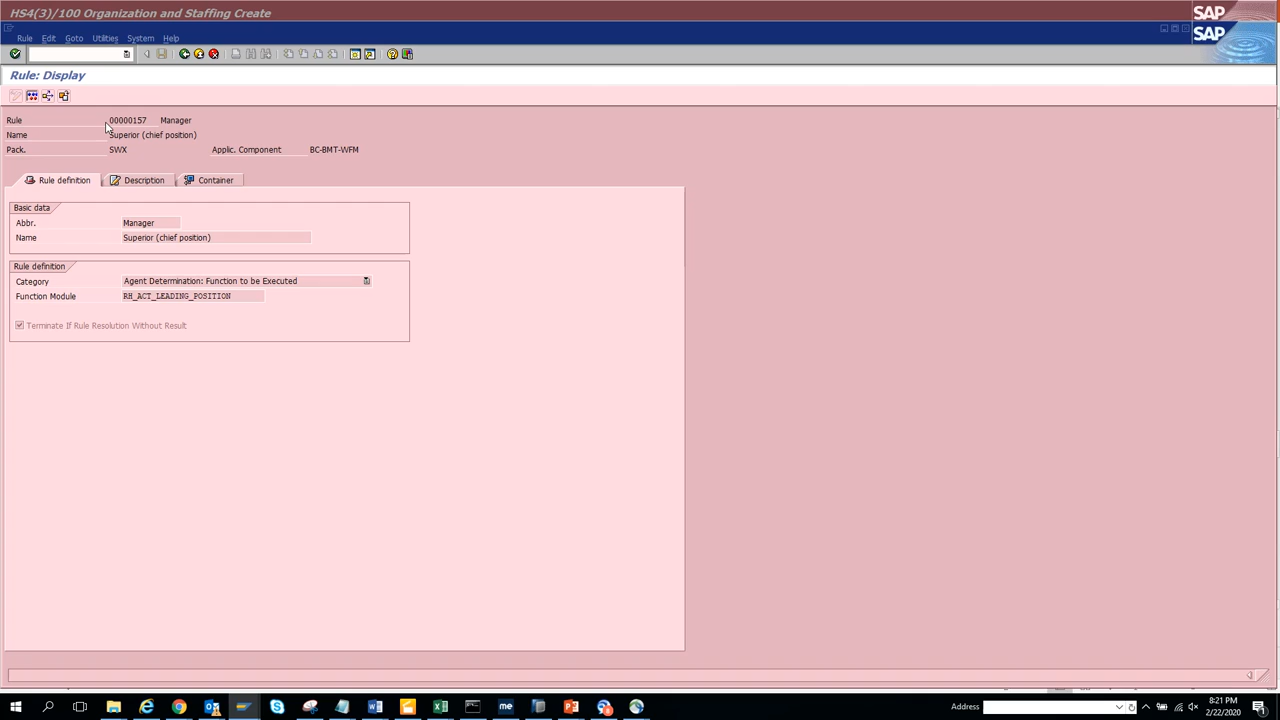 HS4(3)/100 Organization and Staffing Create
SAP
SAP
Rule Edit Goto Utilities System Help
Rule: Display
Rule 00000157 Manager
Name Superior (chief position)
Pack. SWX Applic. Component BC-BMT-WFM
Rule definition Description Container
Basic data
Abbr. Manager
Name Superior (chief position)
Rule definition
Category Agent Determination: Function to be Executed
Function Module RH_ACT_LEADING_POSITION
Terminate If Rule Resolution Without Result
Address
8:21 PM
2/22/2020